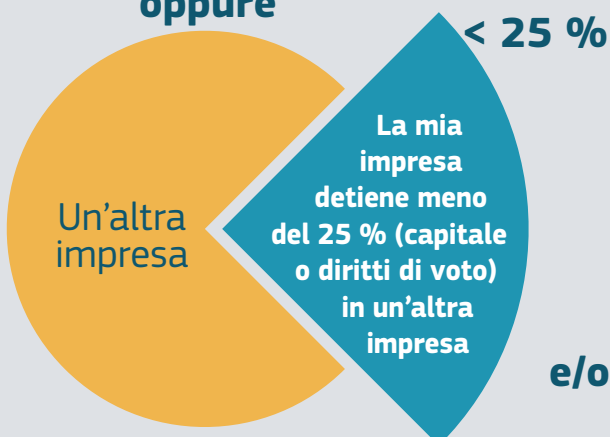 oppure
< 25 %
La mia
impresa
detiene meno
del 25 % (capitale
o diritti di voto)
in un’altra
impresa
Un’altra
impresa
e/o